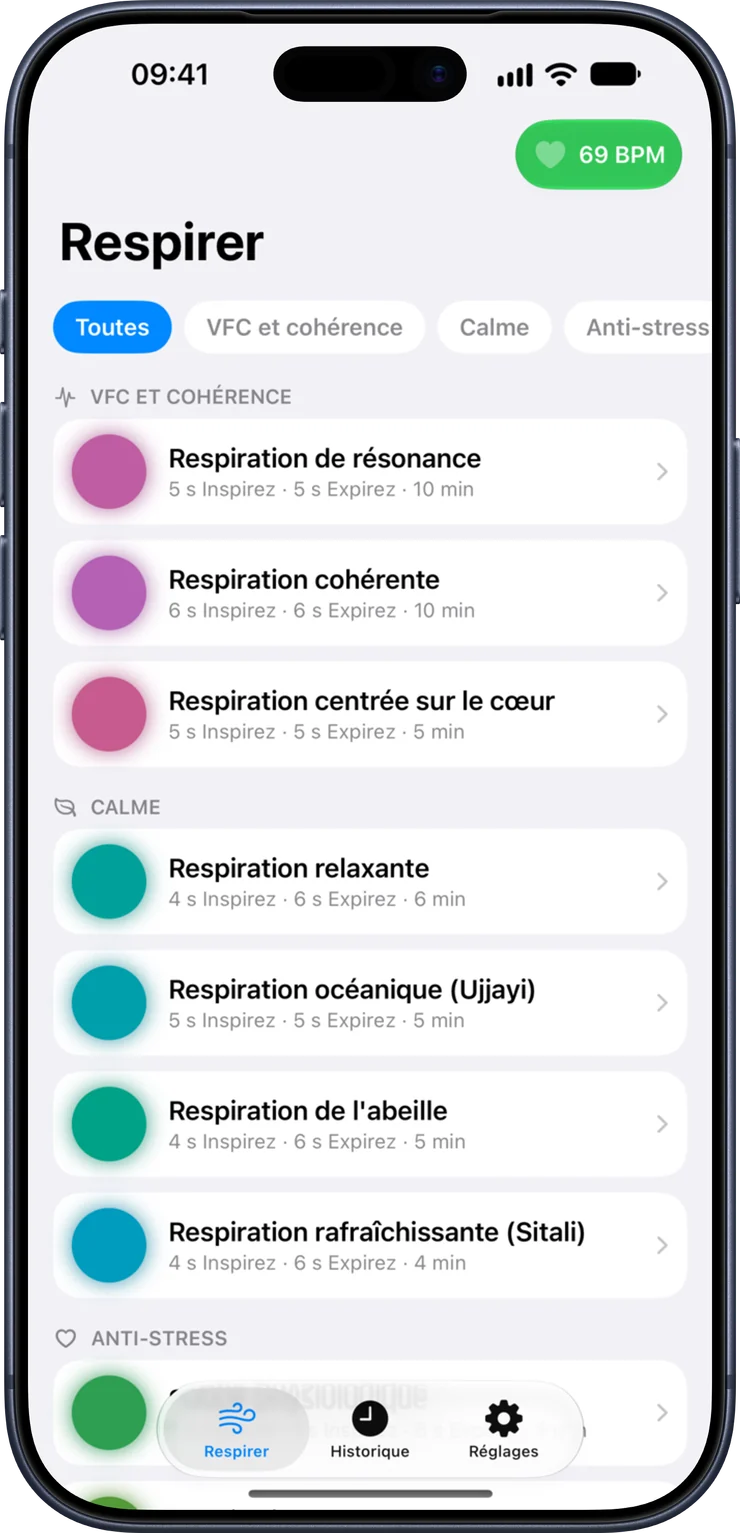 09:41
69 BPM
Respirer
Toutes
VFC et cohérence
Calme
Anti-stress
VFC ET COHÉRENCE
Respiration de résonance
5 s Inspirez · 5 s Expirez · 10 min
Respiration cohérente
6 s Inspirez · 6 s Expirez · 10 min
Respiration centrée sur le cœur
5 s Inspirez · 5 s Expirez · 5 min
CALME
Respiration relaxante
4 s Inspirez · 6 s Expirez · 6 min
Respiration océanique (Ujjayi)
5 s Inspirez · 5 s Expirez · 5 min
Respiration de l'abeille
4 s Inspirez · 6 s Expirez · 5 min
Respiration rafraîchissante (Sitali)
4 s Inspirez · 6 s Expirez · 4 min
ANTI-STRESS
Respirer
Historique
Réglages